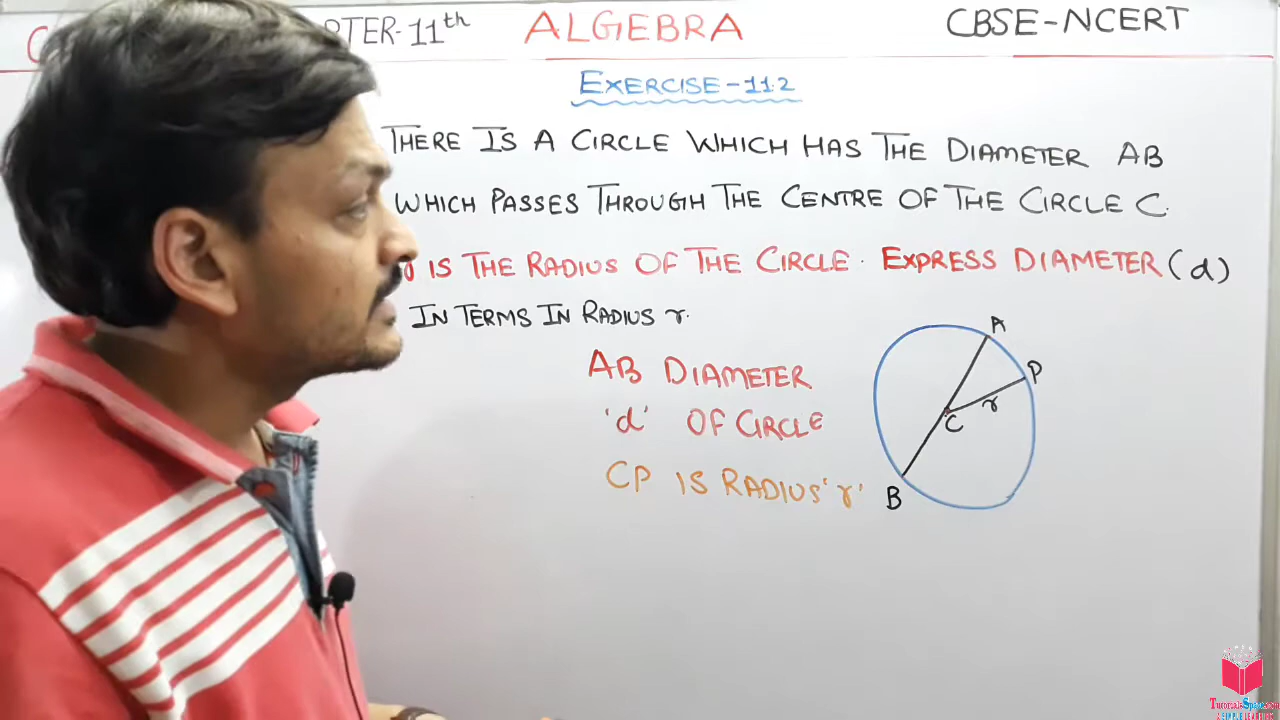 C PTER-11th ALGEBRA CBSE-NCERT
EXERCISE-11.2
THERE IS A CIRCLE WHICH HAS THE DIAMETER AB
WHICH PASSES THROUGH THE CENTRE OF THE CIRCLE C.
r IS THE RADIUS OF THE CIRCLE. EXPRESS DIAMETER (d)
IN TERMS IN RADIUS r.
AB DIAMETER
'd' OF CIRCLE
CP IS RADIUS 'r'
A
P
r
C
B
A SIMPLE LEARNING